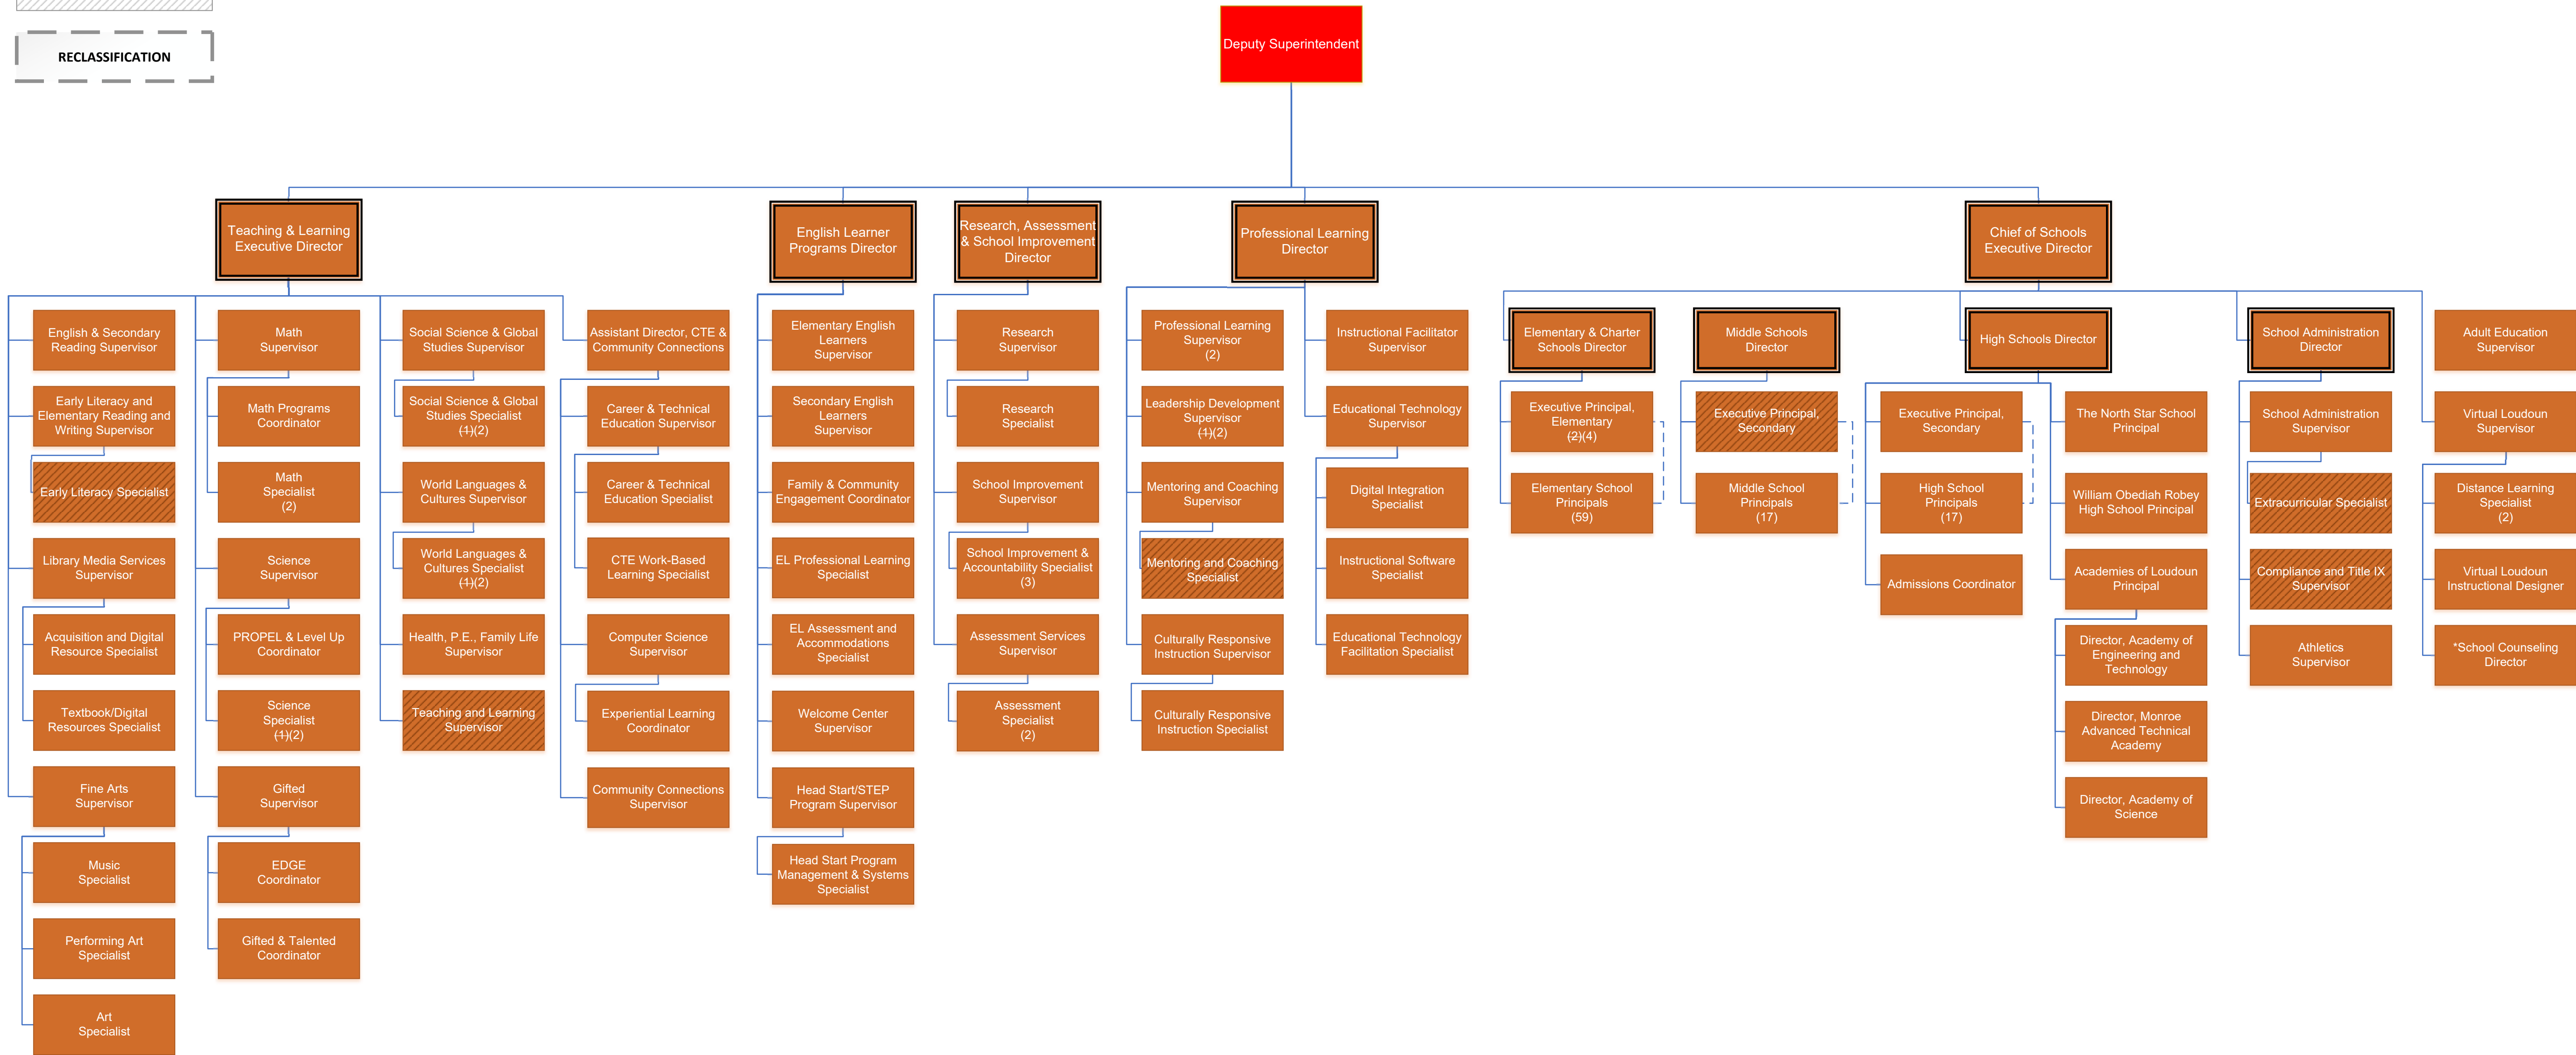 RECLASSIFICATION
Deputy Superintendent
Teaching & Learning
Executive Director
English Learner
Programs Director
Research, Assessment
& School Improvement
Director
Professional Learning
Director
Chief of Schools
Executive Director
English & Secondary
Reading Supervisor
Early Literacy and
Elementary Reading and
Writing Supervisor
Early Literacy Specialist
Library Media Services
Supervisor
Acquisition and Digital
Resource Specialist
Textbook/Digital
Resources Specialist
Fine Arts
Supervisor
Music
Specialist
Performing Art
Specialist
Art
Specialist
Math
Supervisor
Math Programs
Coordinator
Math
Specialist
(2)
Science
Supervisor
PROPEL & Level Up
Coordinator
Science
Specialist
(1)(2)
Gifted
Supervisor
EDGE
Coordinator
Gifted & Talented
Coordinator
Social Science & Global
Studies Supervisor
Social Science & Global
Studies Specialist
(1)(2)
World Languages &
Cultures Supervisor
World Languages &
Cultures Specialist
(1)(2)
Health, P.E., Family Life
Supervisor
Teaching and Learning
Supervisor
Assistant Director, CTE &
Community Connections
Career & Technical
Education Supervisor
Career & Technical
Education Specialist
CTE Work-Based
Learning Specialist
Computer Science
Supervisor
Experiential Learning
Coordinator
Community Connections
Supervisor
Elementary English
Learners
Supervisor
Secondary English
Learners
Supervisor
Family & Community
Engagement Coordinator
EL Professional Learning
Specialist
EL Assessment and
Accommodations
Specialist
Welcome Center
Supervisor
Head Start/STEP
Program Supervisor
Head Start Program
Management & Systems
Specialist
Research
Supervisor
Research
Specialist
School Improvement
Supervisor
School Improvement &
Accountability Specialist
(3)
Assessment Services
Supervisor
Assessment
Specialist
(2)
Professional Learning
Supervisor
(2)
Leadership Development
Supervisor
(1)(2)
Mentoring and Coaching
Supervisor
Mentoring and Coaching
Specialist
Culturally Responsive
Instruction Supervisor
Culturally Responsive
Instruction Specialist
Instructional Facilitator
Supervisor
Educational Technology
Supervisor
Digital Integration
Specialist
Instructional Software
Specialist
Educational Technology
Facilitation Specialist
Elementary & Charter
Schools Director
Executive Principal,
Elementary
(2)(4)
Elementary School
Principals
(59)
Middle Schools
Director
Executive Principal,
Secondary
Middle School
Principals
(17)
High Schools Director
Executive Principal,
Secondary
High School
Principals
(17)
Admissions Coordinator
The North Star School
Principal
William Obediah Robey
High School Principal
Academies of Loudoun
Principal
Director, Academy of
Engineering and
Technology
Director, Monroe
Advanced Technical
Academy
Director, Academy of
Science
School Administration
Director
School Administration
Supervisor
Extracurricular Specialist
Compliance and Title IX
Supervisor
Athletics
Supervisor
Adult Education
Supervisor
Virtual Loudoun
Supervisor
Distance Learning
Specialist
(2)
Virtual Loudoun
Instructional Designer
*School Counseling
Director